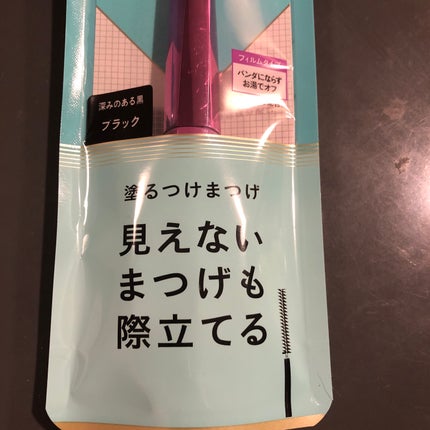 フィルムタイプ
パンダにならず
お湯でオフ
深みのある黒
ブラック
塗るつけまつげ
見えない
まつげも
際立てる